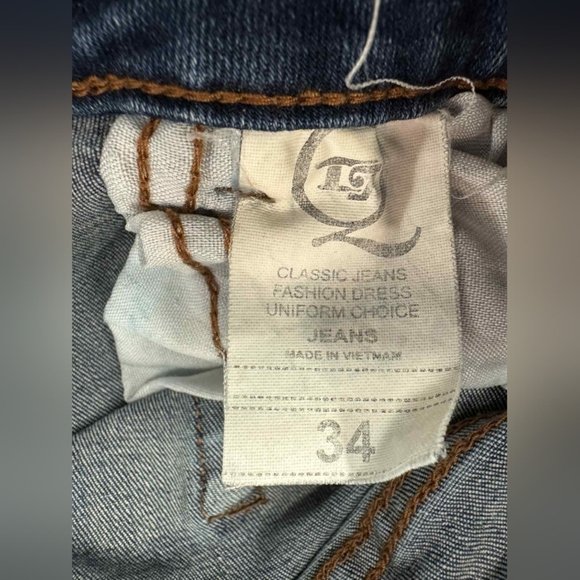 CLASSIC JEANS
FASHION DRESS
UNIFORM CHOICE
JEANS
MADE IN VIETNAM
34